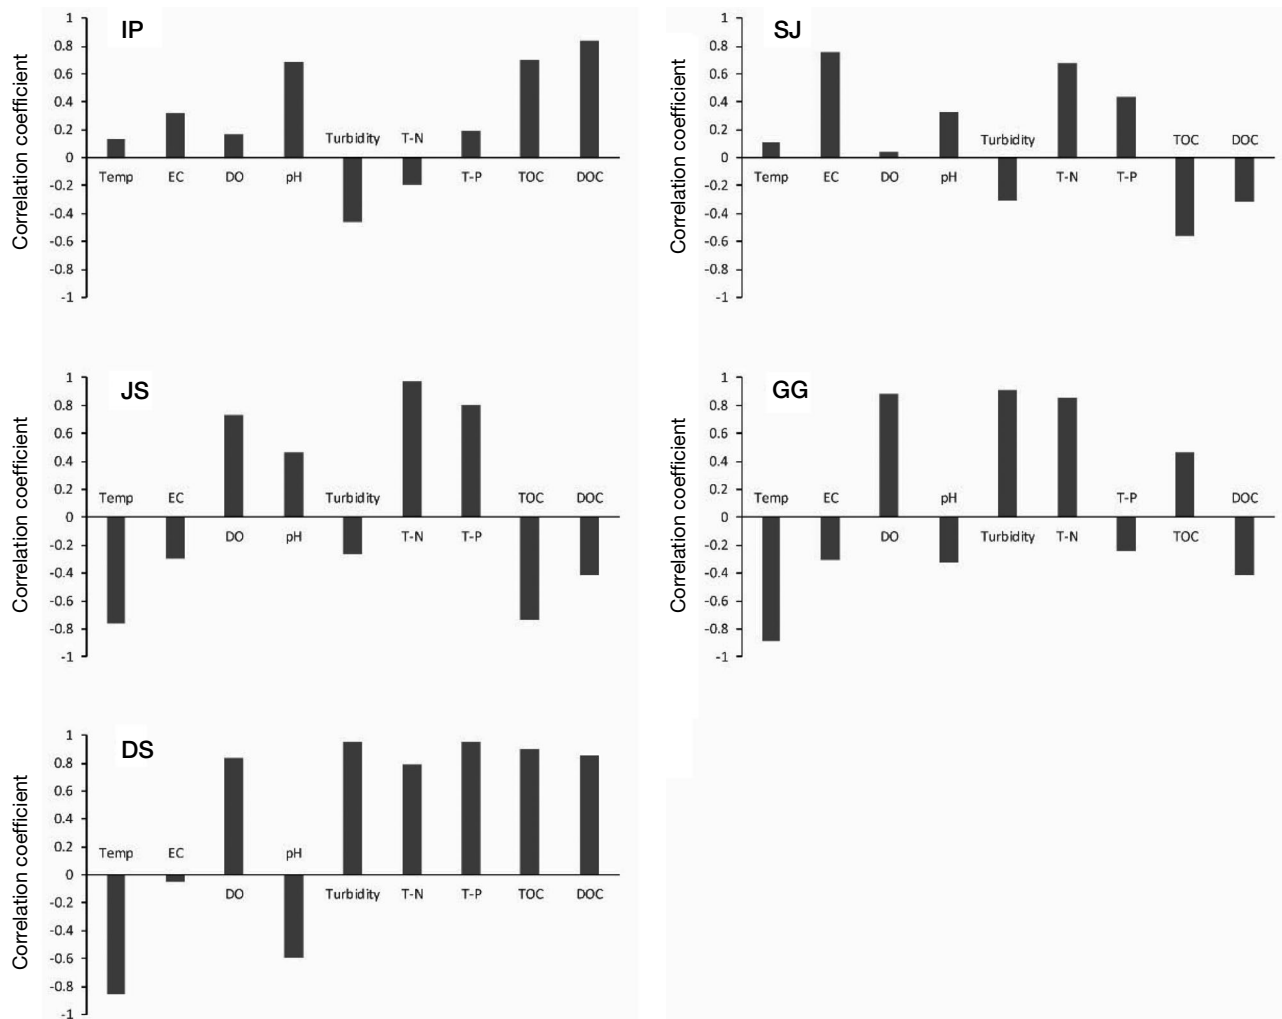 IP
Correlation coefficient
1
0.8
0.6
0.4
0.2
0
-0.2
-0.4
-0.6
-0.8
-1
Turbidity T-N
Temp EC DO pH T-P TOC DOC
SJ
Correlation coefficient
1
0.8
0.6
0.4
0.2
0
-0.2
-0.4
-0.6
-0.8
-1
Turbidity TOC DOC
Temp EC DO pH T-N T-P
JS
Correlation coefficient
1
0.8
0.6
0.4
0.2
0
-0.2
-0.4
-0.6
-0.8
-1
Temp EC Turbidity TOC DOC
DO pH T-N T-P
GG
Correlation coefficient
1
0.8
0.6
0.4
0.2
0
-0.2
-0.4
-0.6
-0.8
-1
Temp EC pH T-P DOC
DO Turbidity T-N TOC
DS
Correlation coefficient
1
0.8
0.6
0.4
0.2
0
-0.2
-0.4
-0.6
-0.8
-1
Temp EC pH
DO Turbidity T-N T-P TOC DOC